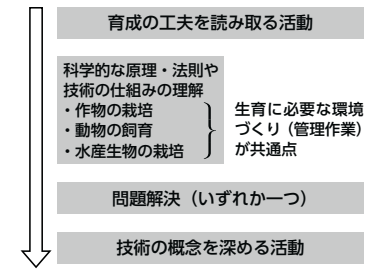 育成の工夫を読み取る活動
科学的な原理・法則や
技術の仕組みの理解
・作物の栽培
・動物の飼育
・水産生物の栽培
生育に必要な環境
づくり（管理作業）
が共通点
問題解決（いずれか一つ）
技術の概念を深める活動